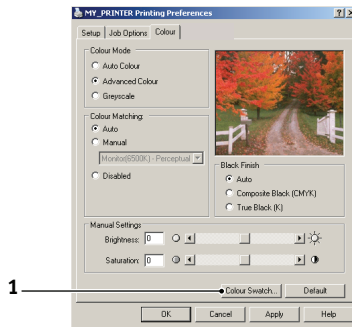 MY_PRINTER Printing Preferences
Setup Job Options Colour
Colour Mode
Auto Colour
Advanced Colour
Greyscale
Colour Matching
Auto
Manual
Monitor(6500K) - Perceptual
Disabled
Black Finish
Auto
Composite Black (CMYK)
True Black (K)
Manual Settings
Brightness: 0
Saturation: 0
1
Colour Swatch... Default
OK Cancel Apply Help